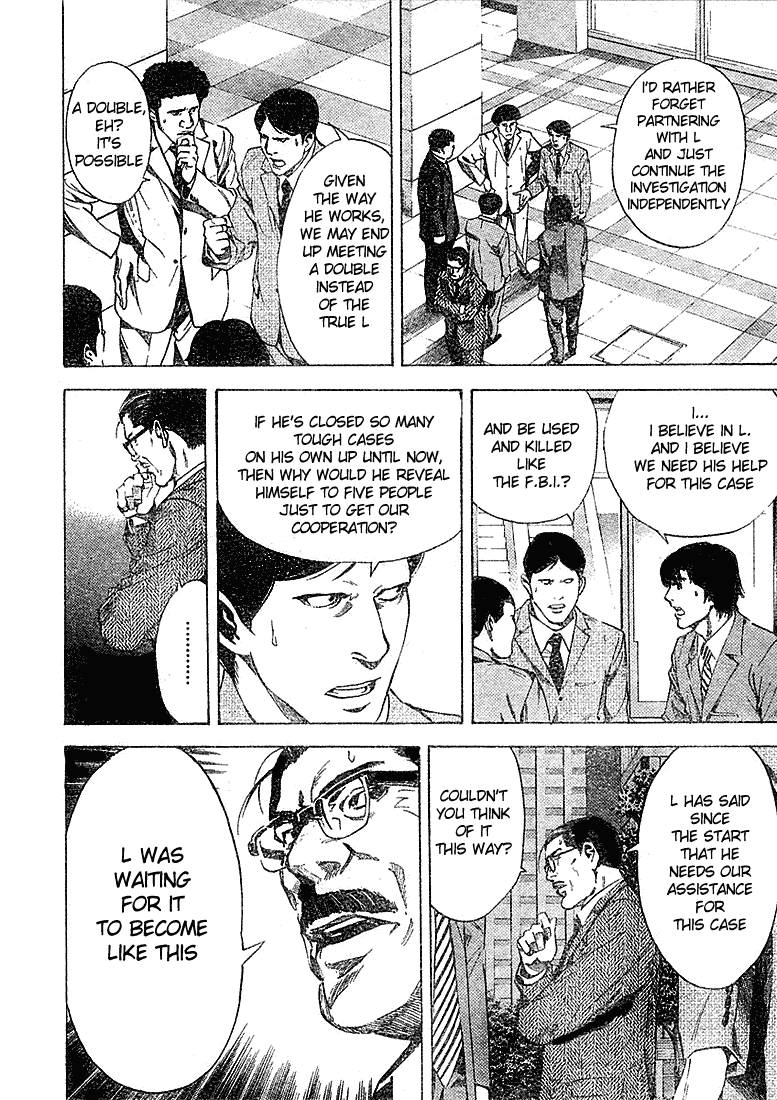 I'D RATHER
FORGET
PARTNERING
WITH L
AND JUST
CONTINUE THE
INVESTIGATION
INDEPENDENTLY
GIVEN
THE WAY
HE WORKS,
WE MAY END
UP MEETING
A DOUBLE
INSTEAD
OF THE
TRUE L
A DOUBLE,
EH?
IT'S
POSSIBLE
I...
I BELIEVE IN L.
AND I BELIEVE
WE NEED HIS HELP
FOR THIS CASE
AND BE USED
AND KILLED
LIKE
THE F.B.I.?
IF HE'S CLOSED SO MANY
TOUGH CASES
ON HIS OWN UP UNTIL NOW,
THEN WHY WOULD HE REVEAL
HIMSELF TO FIVE PEOPLE
JUST TO GET OUR
COOPERATION?
.........
L HAS SAID
SINCE
THE START
THAT HE
NEEDS OUR
ASSISTANCE
FOR
THIS CASE
COULDN'T
YOU THINK
OF IT
THIS WAY?
L WAS
WAITING
FOR IT
TO BECOME
LIKE THIS